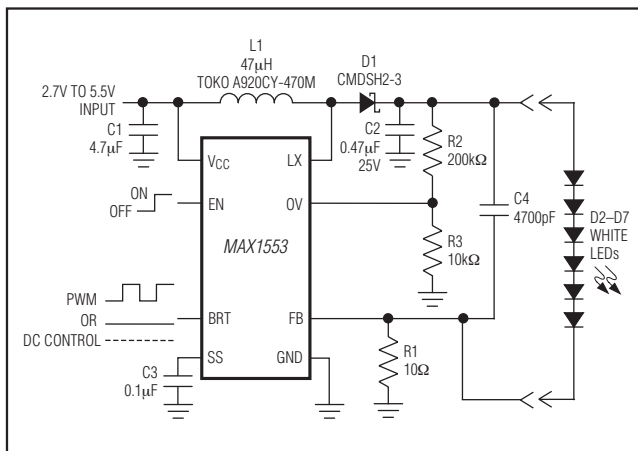 L1
47μH
TOKO A920CY-470M
D1
CMDSH2-3
2.7V TO 5.5V
INPUT
C1
4.7μF
C2
0.47μF
25V
R2
200kΩ
VCC
LX
ON
OFF
EN
OV
C4
4700pF
D2–D7
WHITE
LEDs
MAX1553
R3
10kΩ
PWM
OR
DC CONTROL
BRT
FB
SS
GND
R1
10Ω
C3
0.1μF